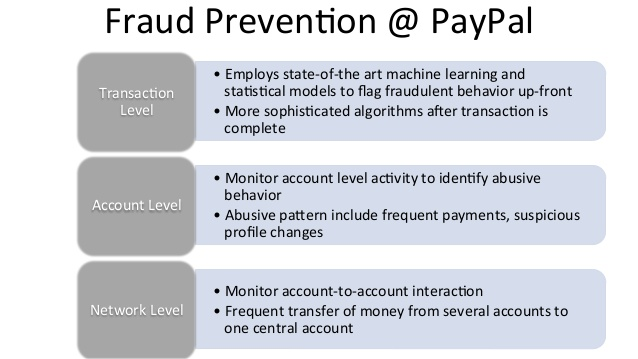 Fraud Prevention @ PayPal
Transaction
Level
• Employs state-of-the art machine learning and
statistical models to flag fraudulent behavior up-front
• More sophisticated algorithms after transaction is
complete
Account Level
• Monitor account level activity to identify abusive
behavior
• Abusive pattern include frequent payments, suspicious
profile changes
Network Level
• Monitor account-to-account interaction
• Frequent transfer of money from several accounts to
one central account